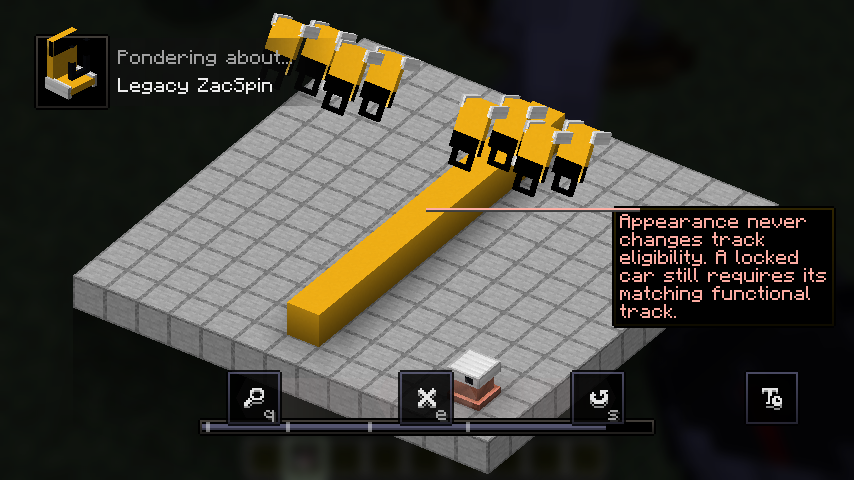 Pondering about...
Legacy ZacSpin
Appearance never
changes track
eligibility. A locked
car still requires its
matching functional
track.
q
e
s
T